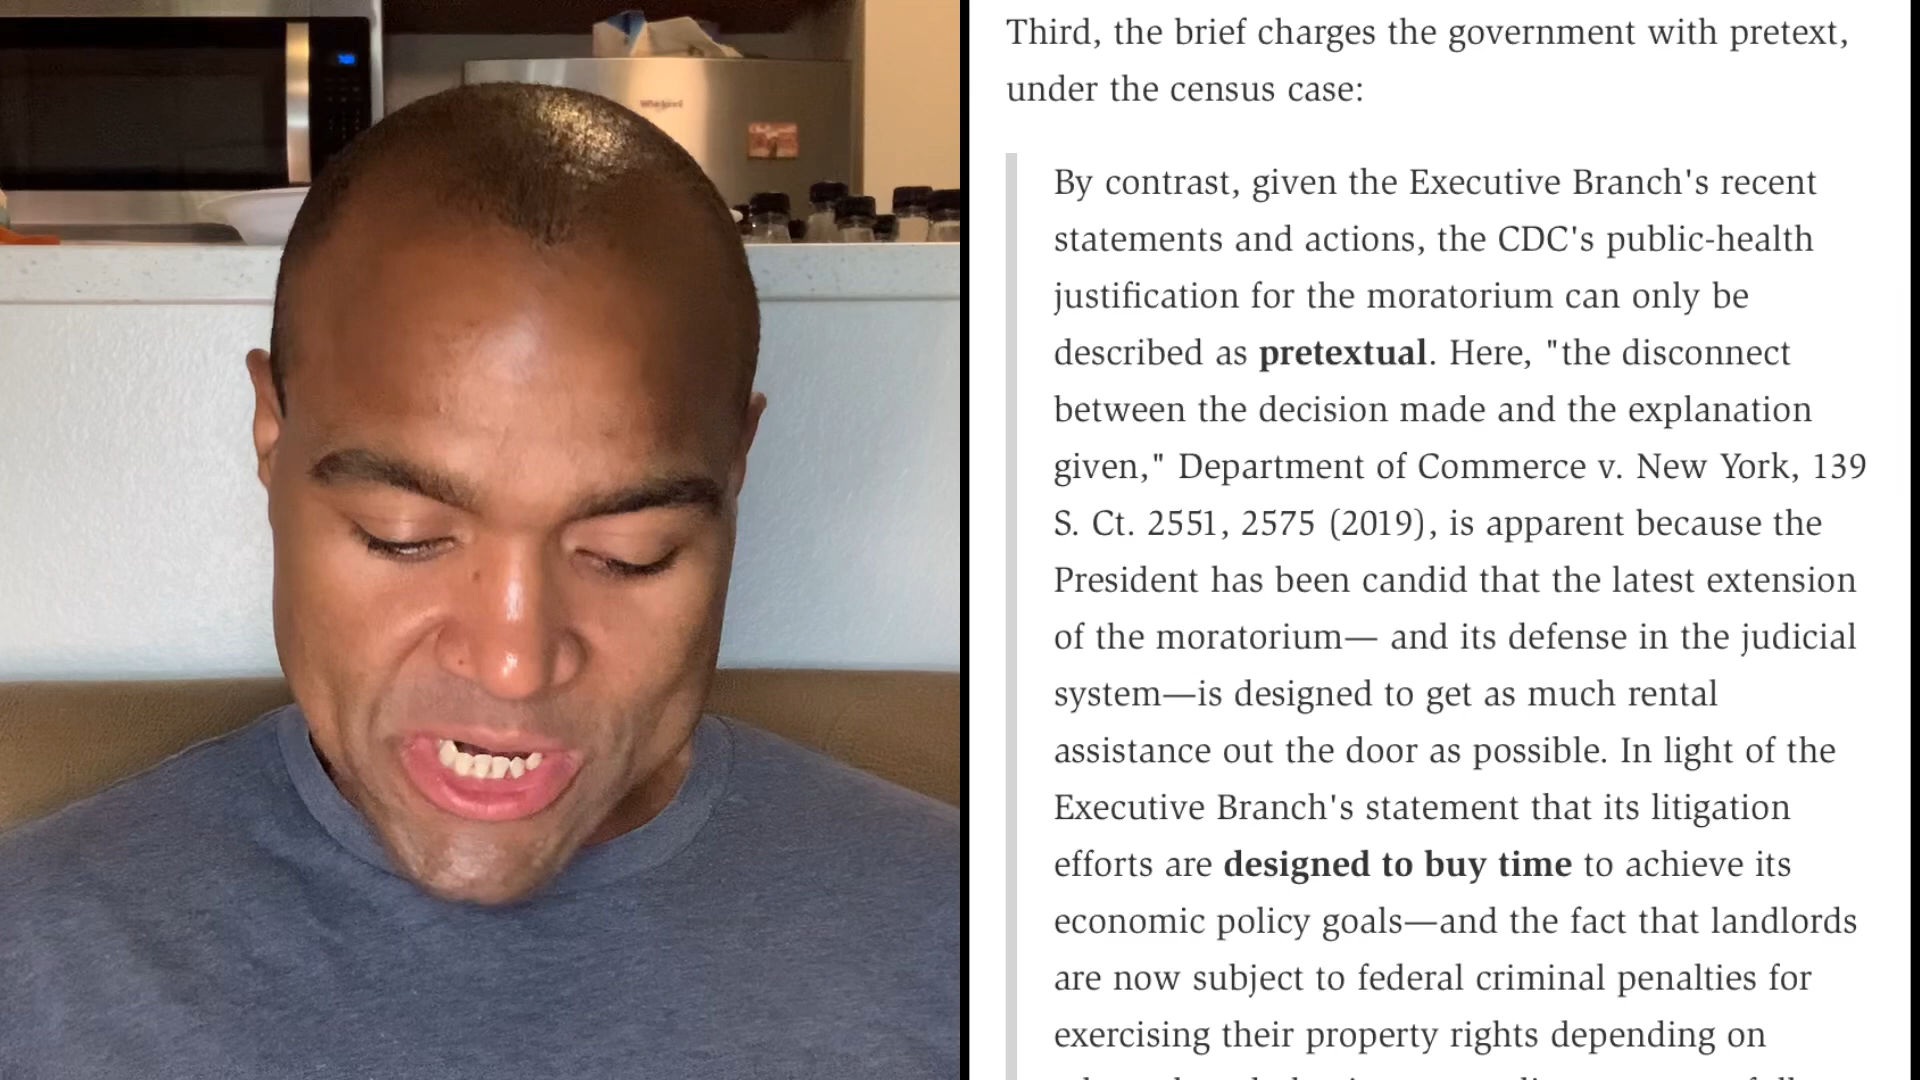 Whirlpool
Third, the brief charges the government with pretext,
under the census case:
By contrast, given the Executive Branch's recent
statements and actions, the CDC's public-health
justification for the moratorium can only be
described as pretextual. Here, "the disconnect
between the decision made and the explanation
given," Department of Commerce v. New York, 139
S. Ct. 2551, 2575 (2019), is apparent because the
President has been candid that the latest extension
of the moratorium— and its defense in the judicial
system—is designed to get as much rental
assistance out the door as possible. In light of the
Executive Branch's statement that its litigation
efforts are designed to buy time to achieve its
economic policy goals—and the fact that landlords
are now subject to federal criminal penalties for
exercising their property rights depending on